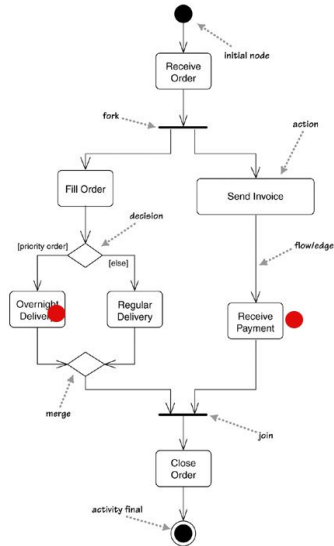 initial node
Receive
Order
fork
action
Fill Order
Send Invoice
decision
[priority order]
[else]
flow/edge
Overnight
Delivery
Regular
Delivery
Receive
Payment
merge
join
Close
Order
activity final